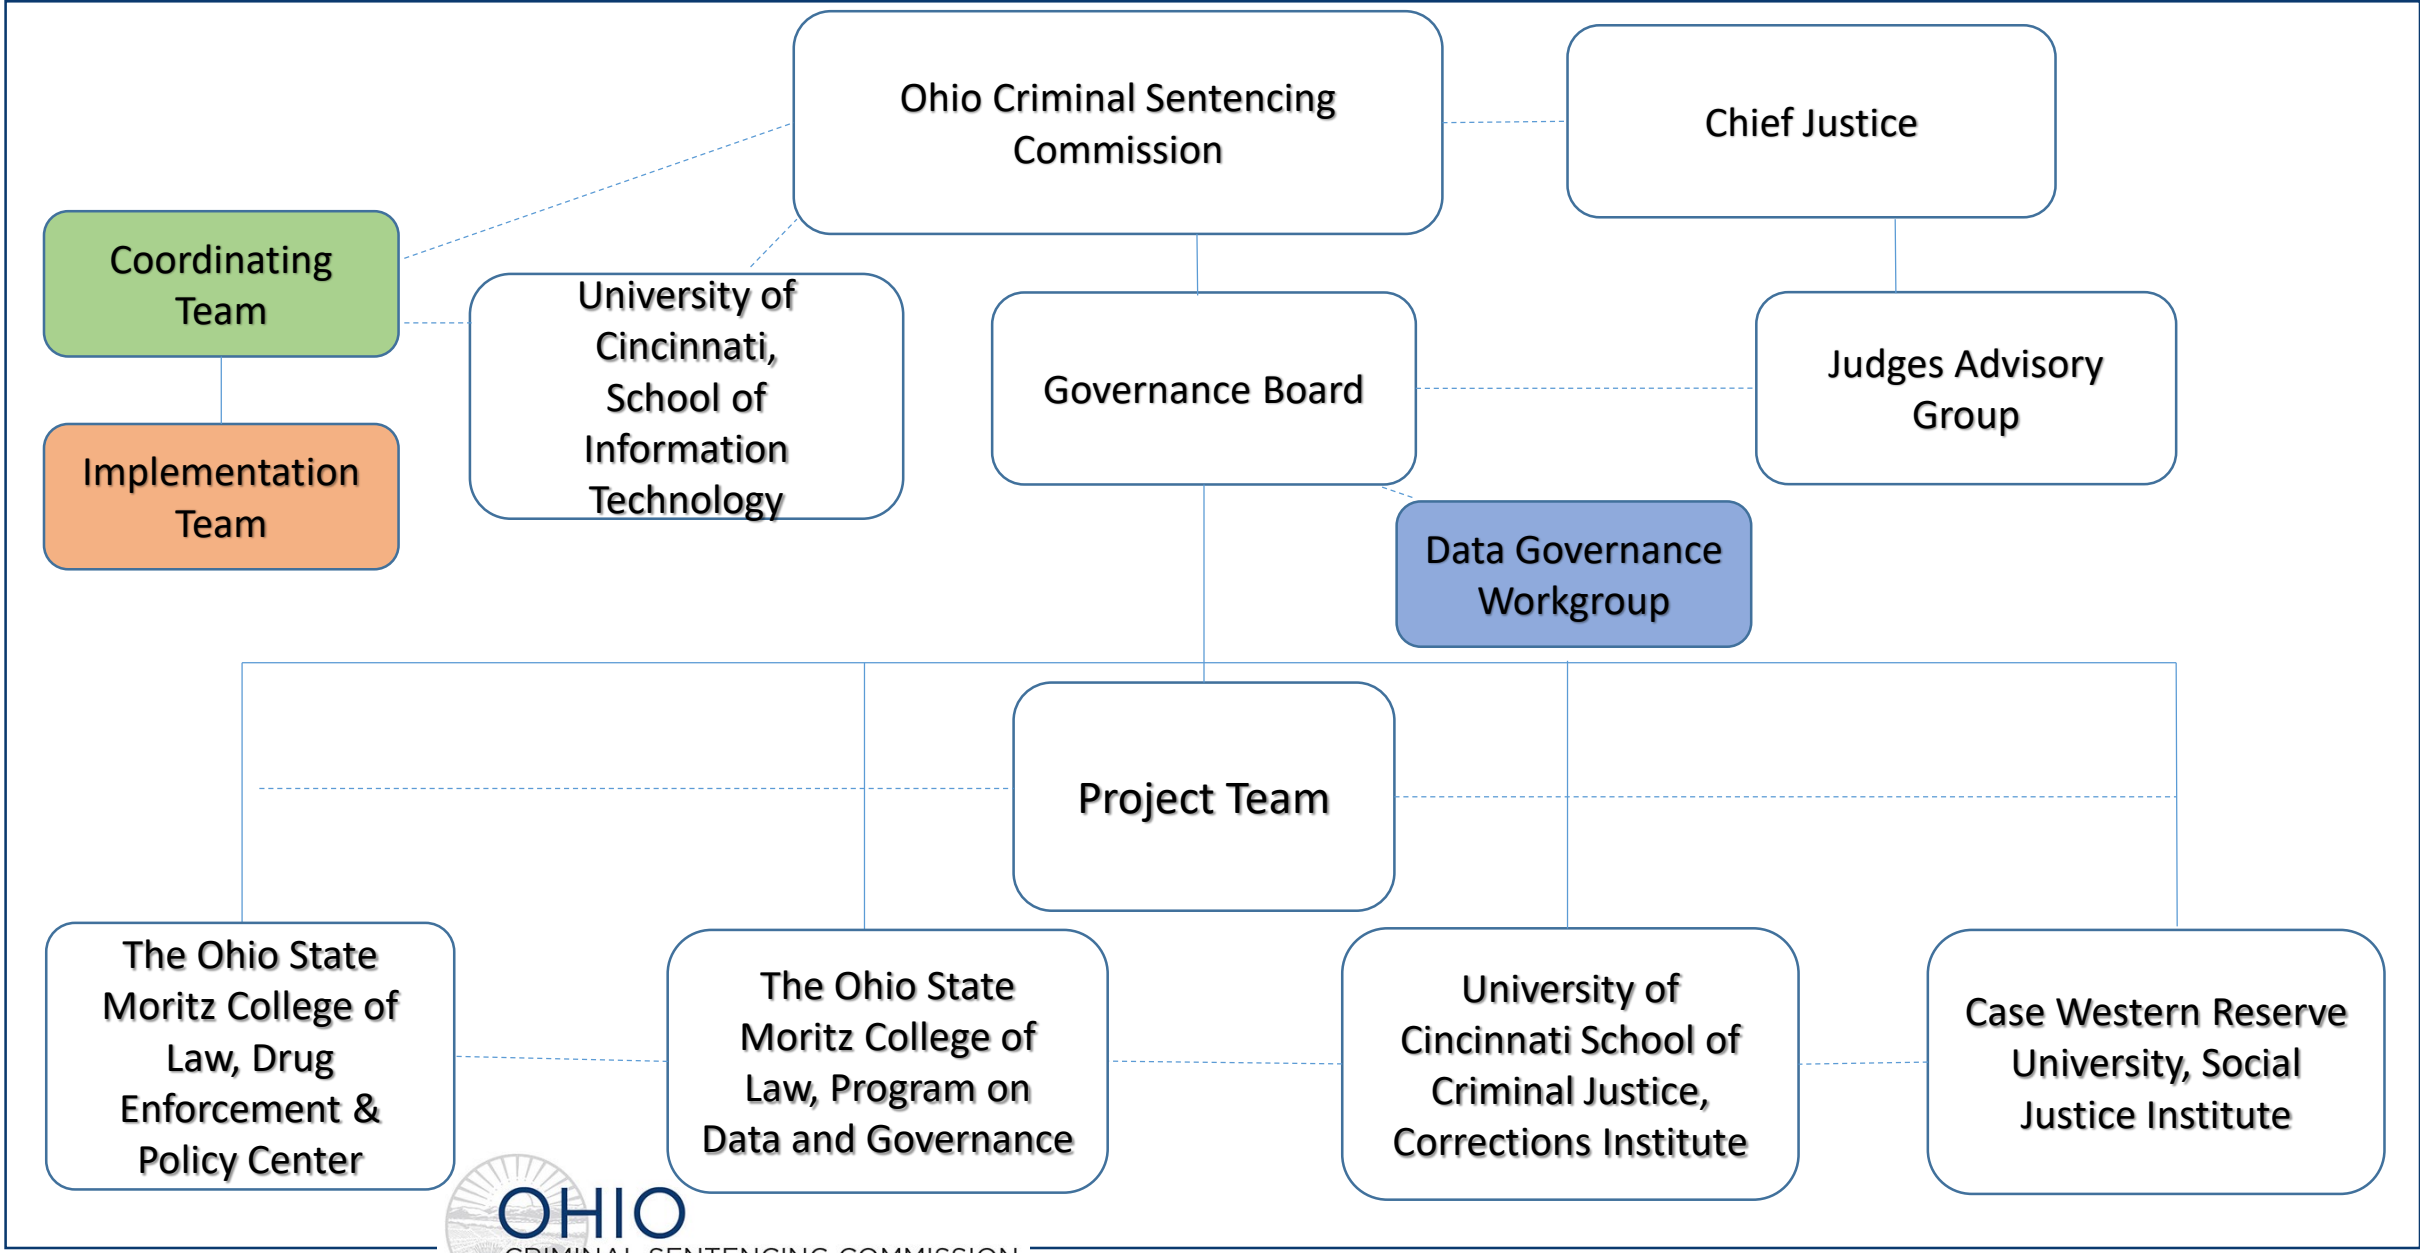 Ohio Criminal Sentencing
Commission
Chief Justice
Coordinating
Team
University of
Cincinnati,
School of
Information
Technology
Governance Board
Judges Advisory
Group
Implementation
Team
Data Governance
Workgroup
Project Team
The Ohio State
Moritz College of
Law, Drug
Enforcement &
Policy Center
The Ohio State
Moritz College of
Law, Program on
Data and Governance
University of
Cincinnati School of
Criminal Justice,
Corrections Institute
Case Western Reserve
University, Social
Justice Institute
OHIO
CRIMINAL SENTENCING COMMISSION